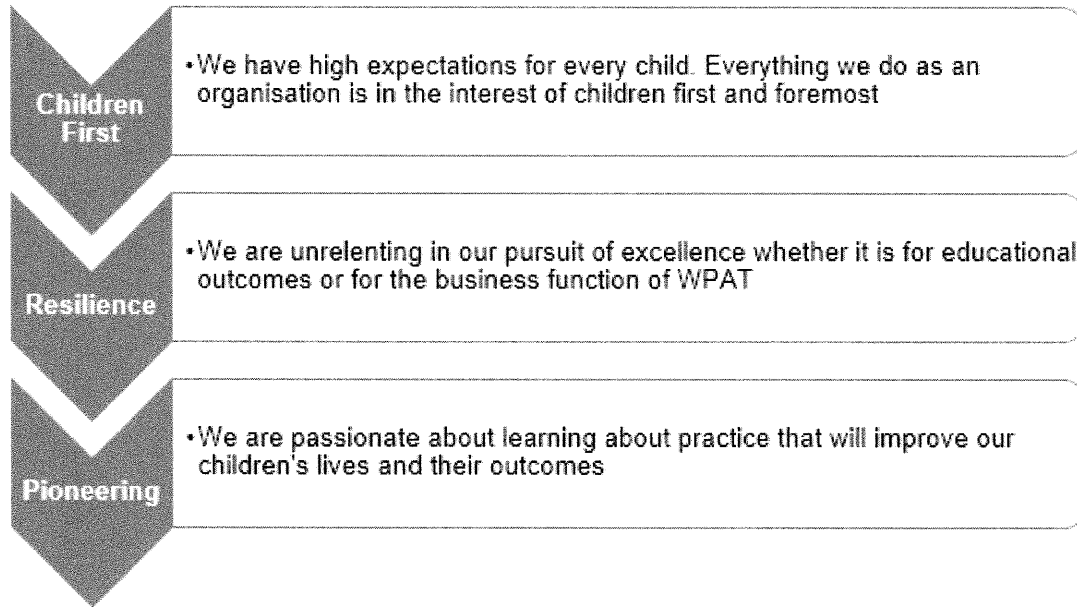 Children
First
•We have high expectations for every child. Everything we do as an
organisation is in the interest of children first and foremost
Resilience
•We are unrelenting in our pursuit of excellence whether it is for educational
outcomes or for the business function of WPAT
Pioneering
•We are passionate about learning about practice that will improve our
children's lives and their outcomes